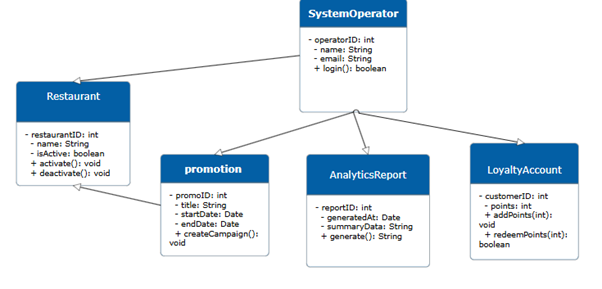 SystemOperator
- operatorID: int
- name: String
- email: String
+ login(): boolean
Restaurant
- restaurantID: int
- name: String
- isActive: boolean
+ activate(): void
+ deactivate(): void
promotion
- promoID: int
- title: String
- startDate: Date
- endDate: Date
+ createCampaign():
void
AnalyticsReport
- reportID: int
- generatedAt: Date
- summaryData: String
+ generate(): String
LoyaltyAccount
- customerID: int
- points: int
+ addPoints(int):
void
+ redeemPoints(int):
boolean